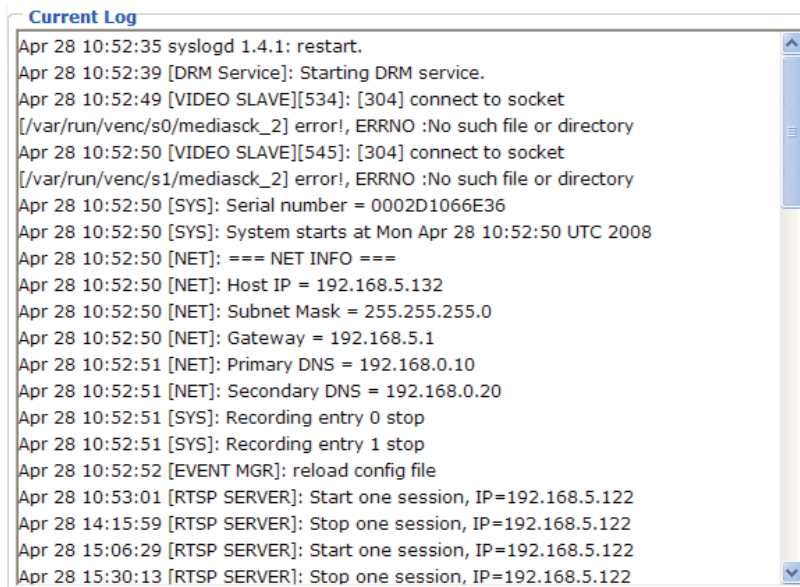 Current Log
Apr 28 10:52:35 syslogd 1.4.1: restart.
Apr 28 10:52:39 [DRM Service]: Starting DRM service.
Apr 28 10:52:49 [VIDEO SLAVE][534]: [304] connect to socket
[/var/run/venc/s0/mediasck_2] error!, ERRNO :No such file or directory
Apr 28 10:52:50 [VIDEO SLAVE][545]: [304] connect to socket
[/var/run/venc/s1/mediasck_2] error!, ERRNO :No such file or directory
Apr 28 10:52:50 [SYS]: Serial number = 0002D1066E36
Apr 28 10:52:50 [SYS]: System starts at Mon Apr 28 10:52:50 UTC 2008
Apr 28 10:52:50 [NET]: === NET INFO ===
Apr 28 10:52:50 [NET]: Host IP = 192.168.5.132
Apr 28 10:52:50 [NET]: Subnet Mask = 255.255.255.0
Apr 28 10:52:50 [NET]: Gateway = 192.168.5.1
Apr 28 10:52:51 [NET]: Primary DNS = 192.168.0.10
Apr 28 10:52:51 [NET]: Secondary DNS = 192.168.0.20
Apr 28 10:52:51 [SYS]: Recording entry 0 stop
Apr 28 10:52:51 [SYS]: Recording entry 1 stop
Apr 28 10:52:52 [EVENT MGR]: reload config file
Apr 28 10:53:01 [RTSP SERVER]: Start one session, IP=192.168.5.122
Apr 28 14:15:59 [RTSP SERVER]: Stop one session, IP=192.168.5.122
Apr 28 15:06:29 [RTSP SERVER]: Start one session, IP=192.168.5.122
Apr 28 15:30:13 [RTSP SERVER]: Stop one session, IP=192.168.5.122